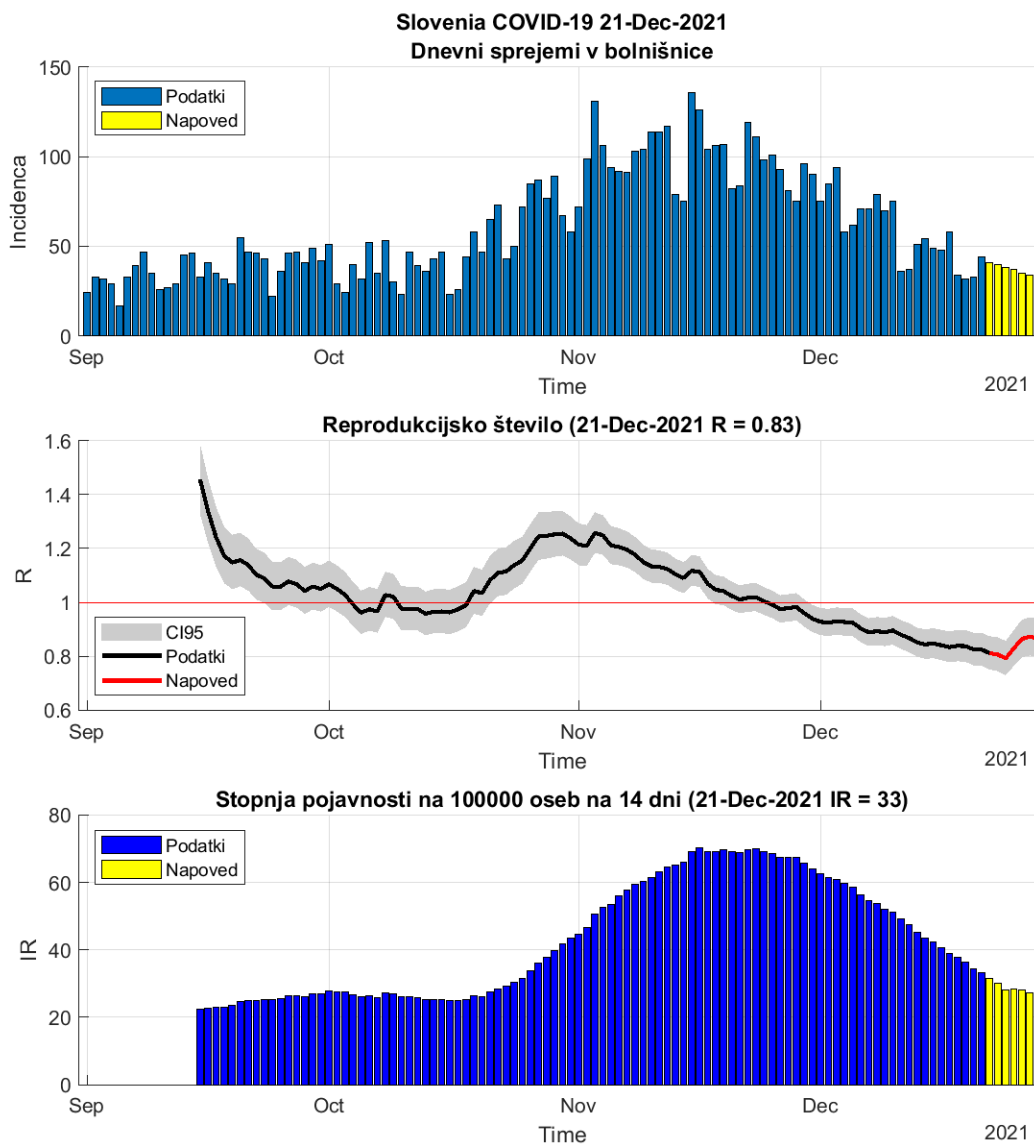 Slovenia COVID-19 21-Dec-2021
Dnevni sprejemi v bolnišnice
150
100
50
0
Incidenca
Podatki
Napoved
Sep
Oct
Nov
Dec
Time
2021
Reprodukcijsko število (21-Dec-2021 R = 0.83)
1.6
1.4
1.2
1
0.8
0.6
R
CI95
Podatki
Napoved
Sep
Oct
Nov
Dec
Time
2021
Stopnja pojavnosti na 100000 oseb na 14 dni (21-Dec-2021 IR = 33)
80
60
40
20
0
IR
Podatki
Napoved
Sep
Oct
Nov
Dec
Time
2021